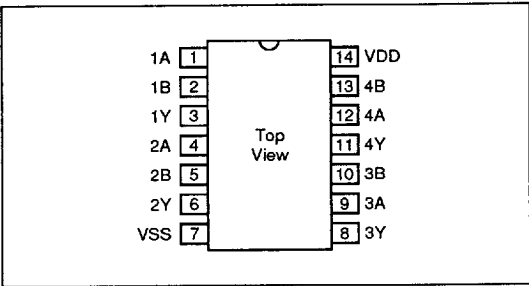 1A 1 14 VDD
1B 2 13 4B
1Y 3 12 4A
2A 4 11 4Y
2B 5 10 3B
2Y 6 9 3A
VSS 7 8 3Y
Top
View